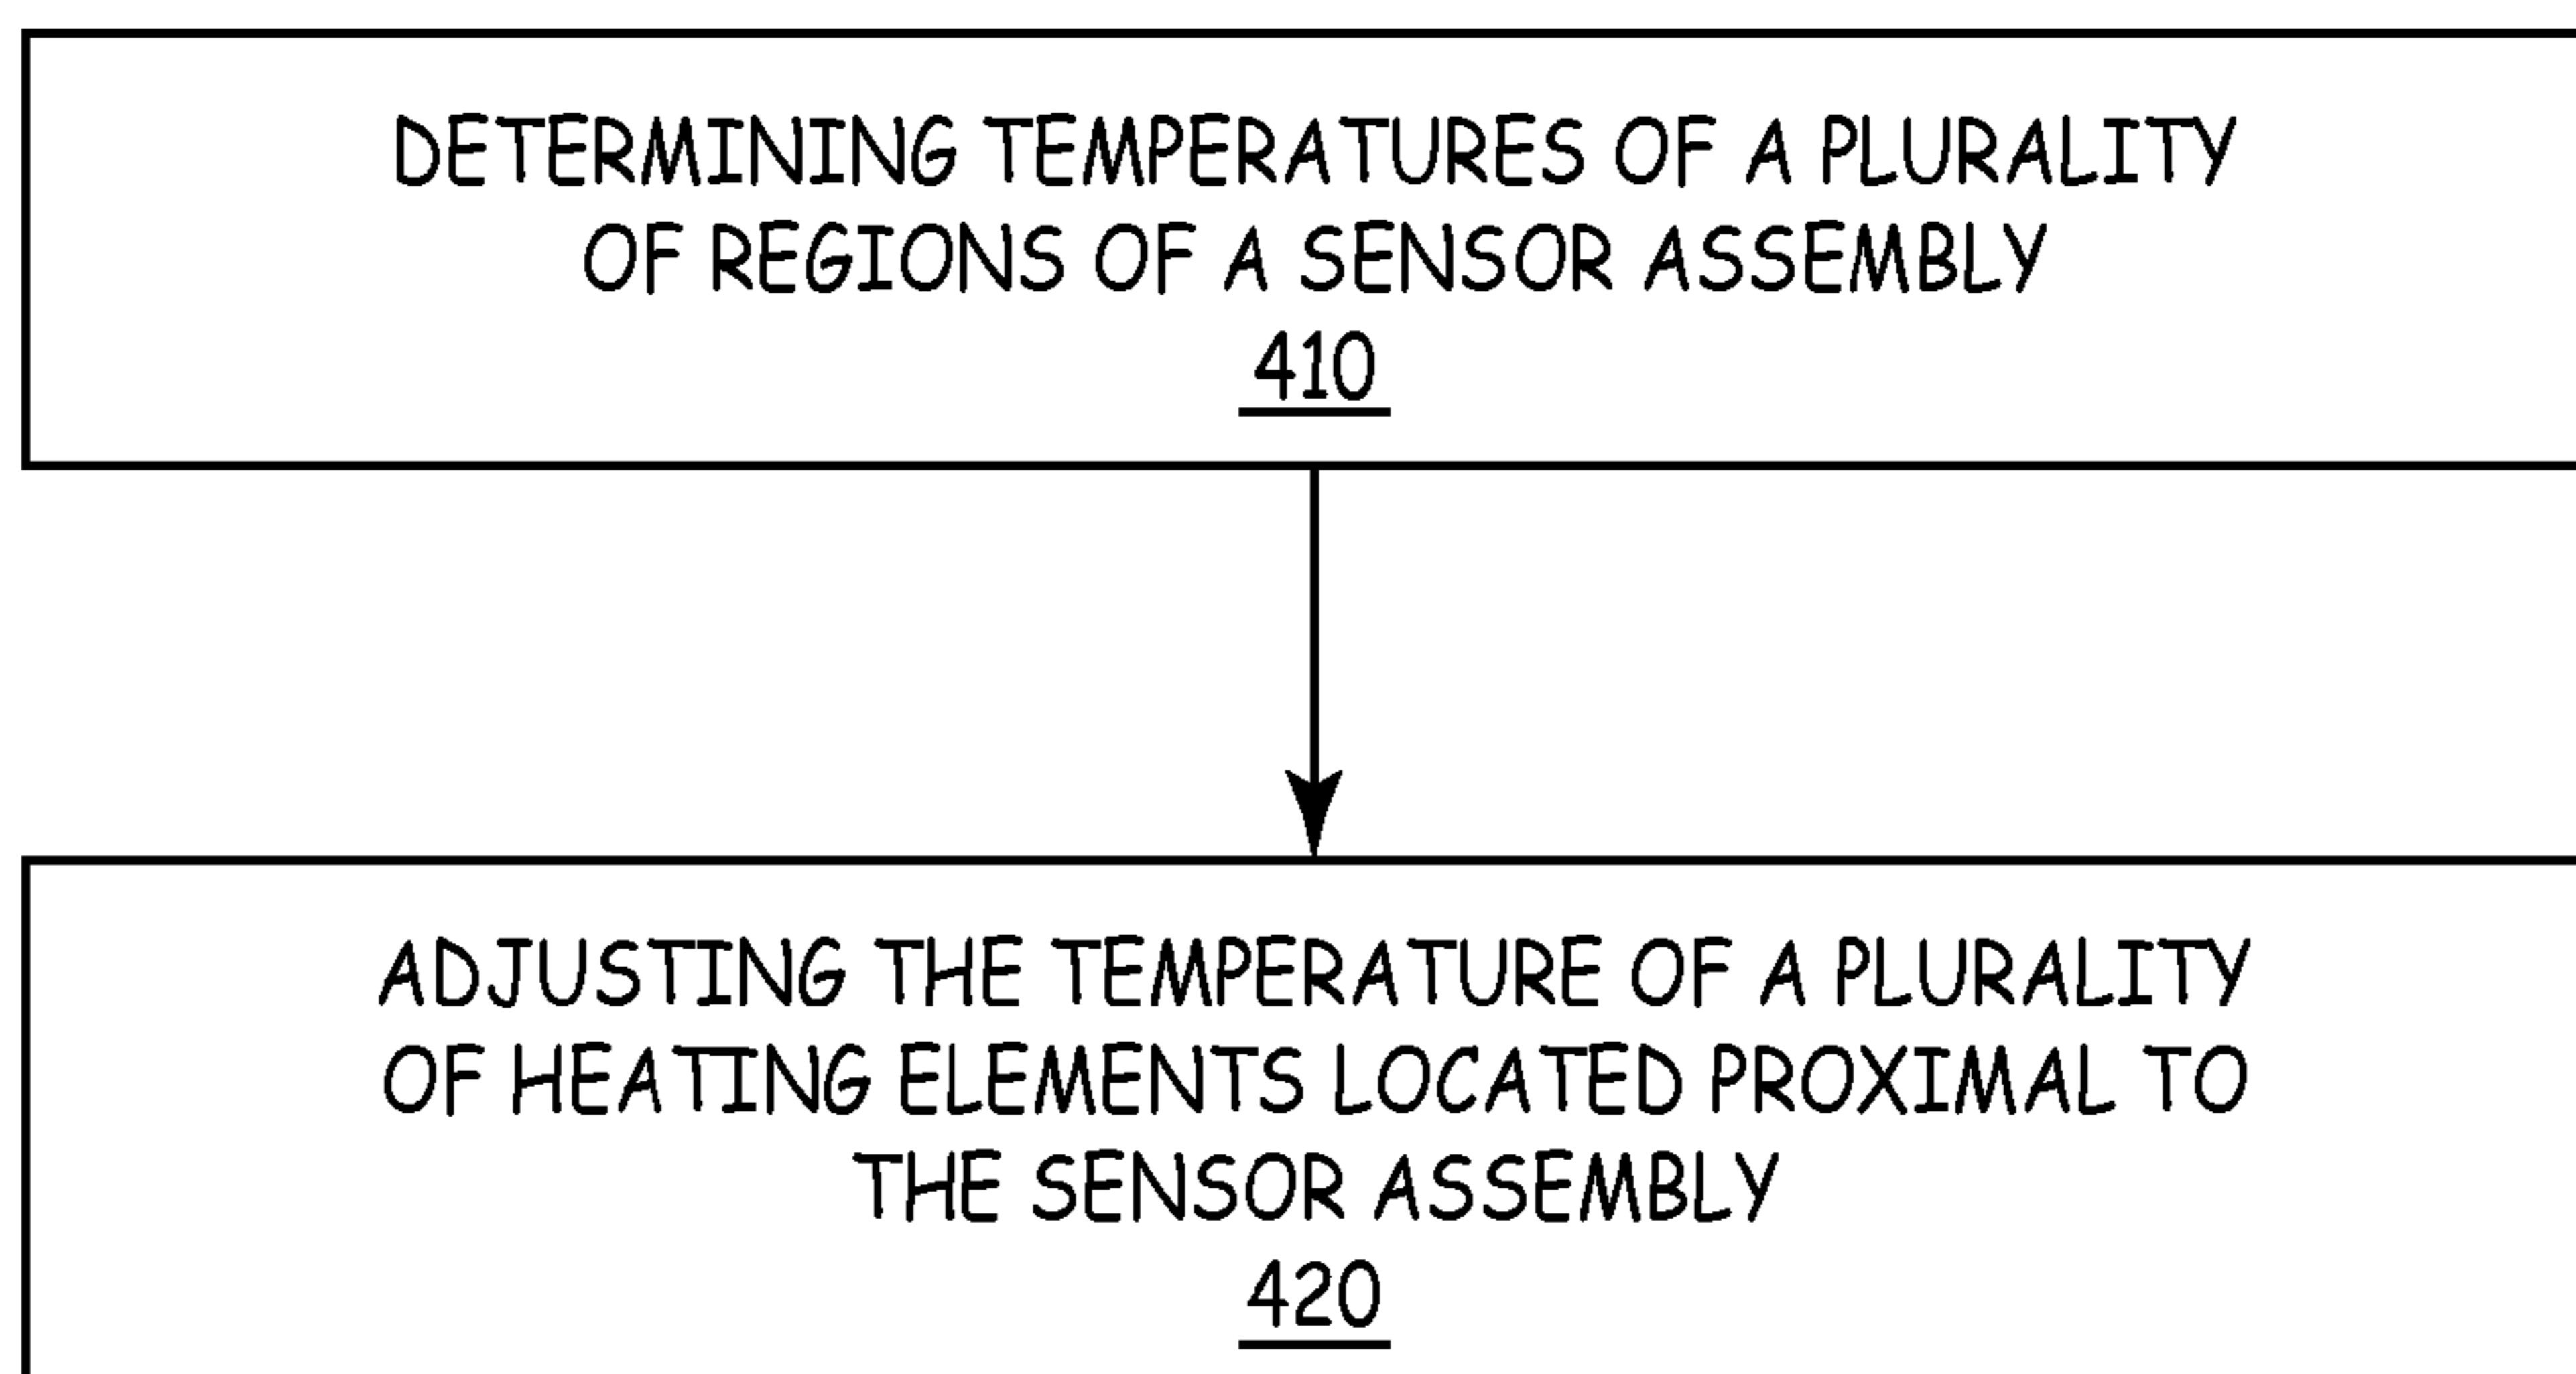 DETERMINING TEMPERATURES OF A PLURALITY
OF REGIONS OF A SENSOR ASSEMBLY
410
ADJUSTING THE TEMPERATURE OF A PLURALITY
OF HEATING ELEMENTS LOCATED PROXIMAL TO
THE SENSOR ASSEMBLY
420